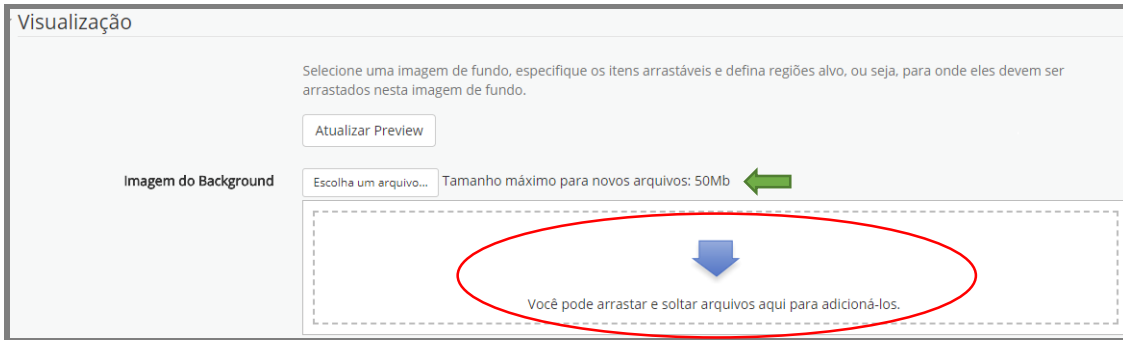 Visualização
Selecione uma imagem de fundo, especifique os itens arrastáveis e defina regiões alvo, ou seja, para onde eles devem ser
arrastados nesta imagem de fundo.
Atualizar Preview
Imagem do Background Escolha um arquivo... Tamanho máximo para novos arquivos: 50Mb
Você pode arrastar e soltar arquivos aqui para adicioná-los.